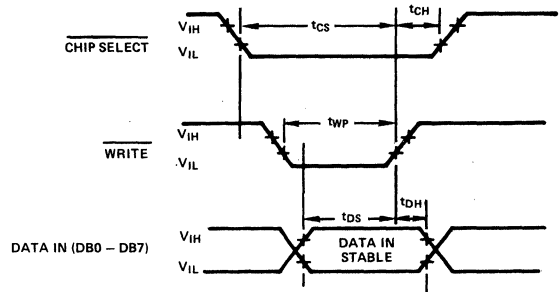 tCH
tCS
VIH
CHIP SELECT
VIL
tWP
VIH
WRITE
VIL
tDH
tDS
VIH
DATA IN (DB0 – DB7)
DATA IN
STABLE
VIL